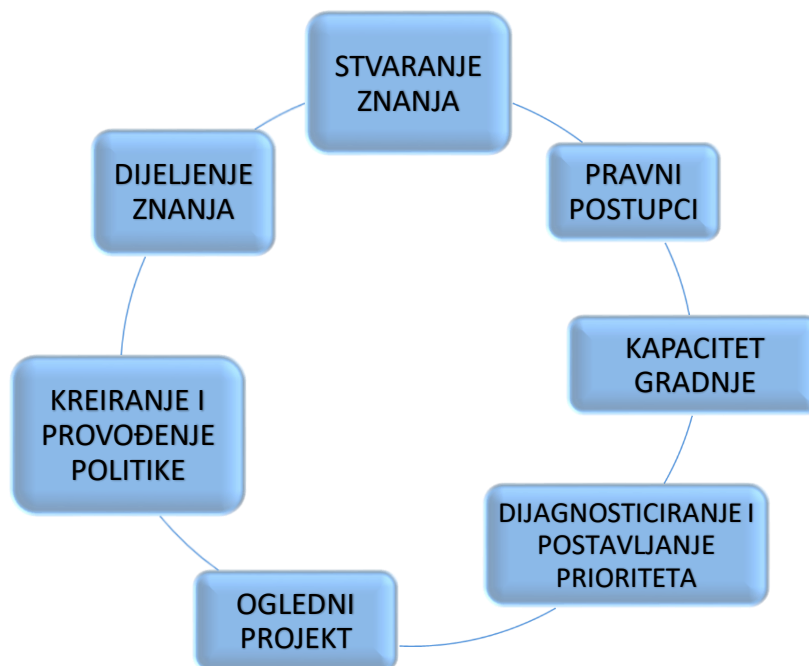 STVARANJE
ZNANJA
PRAVNI
POSTUPCI
KAPACITET
GRADNJE
DIJAGNOSTICIRANJE I
POSTAVLJANJE
PRIORITETA
OGLEDNI
PROJEKT
KREIRANJE I
PROVOĐENJE
POLITIKE
DIJELJENJE
ZNANJA